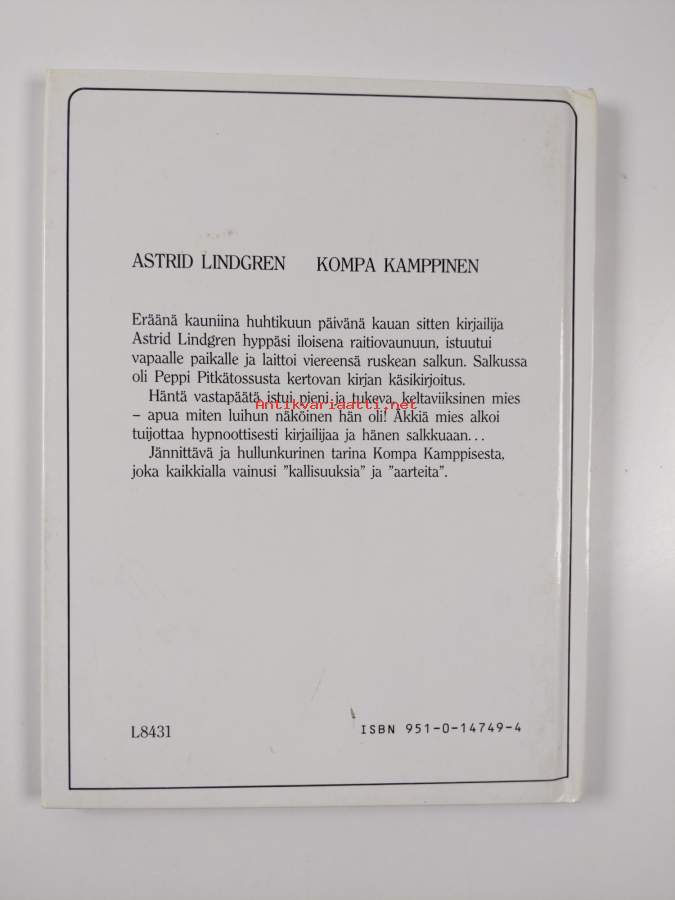 ASTRID LINDGREN KOMPA KAMPPINEN
Eräänä kauniina huhtikuun päivänä kauan sitten kirjailija
Astrid Lindgren hyppäsi iloisena raitiovaunuun, istuutui
vapaalle paikalle ja laittoi viereensä ruskean salkun. Salkussa
oli Peppi Pitkätossusta kertovan kirjan käsikirjoitus.
Häntä vastapäätä istui pieni ja tukeva, keltaviiksinen mies
Antikvariaatti.net
– apua miten luihun näköinen hän oli! Äkkiä mies alkoi
tuijottaa hypnoottisesti kirjailijaa ja hänen salkkuaan...
Jännittävä ja hullunkurinen tarina Kompa Kamppisesta,
joka kaikkialla vainusi ”kallisuuksia” ja ”aarteita”.
L8431
ISBN 951-0-14749-4